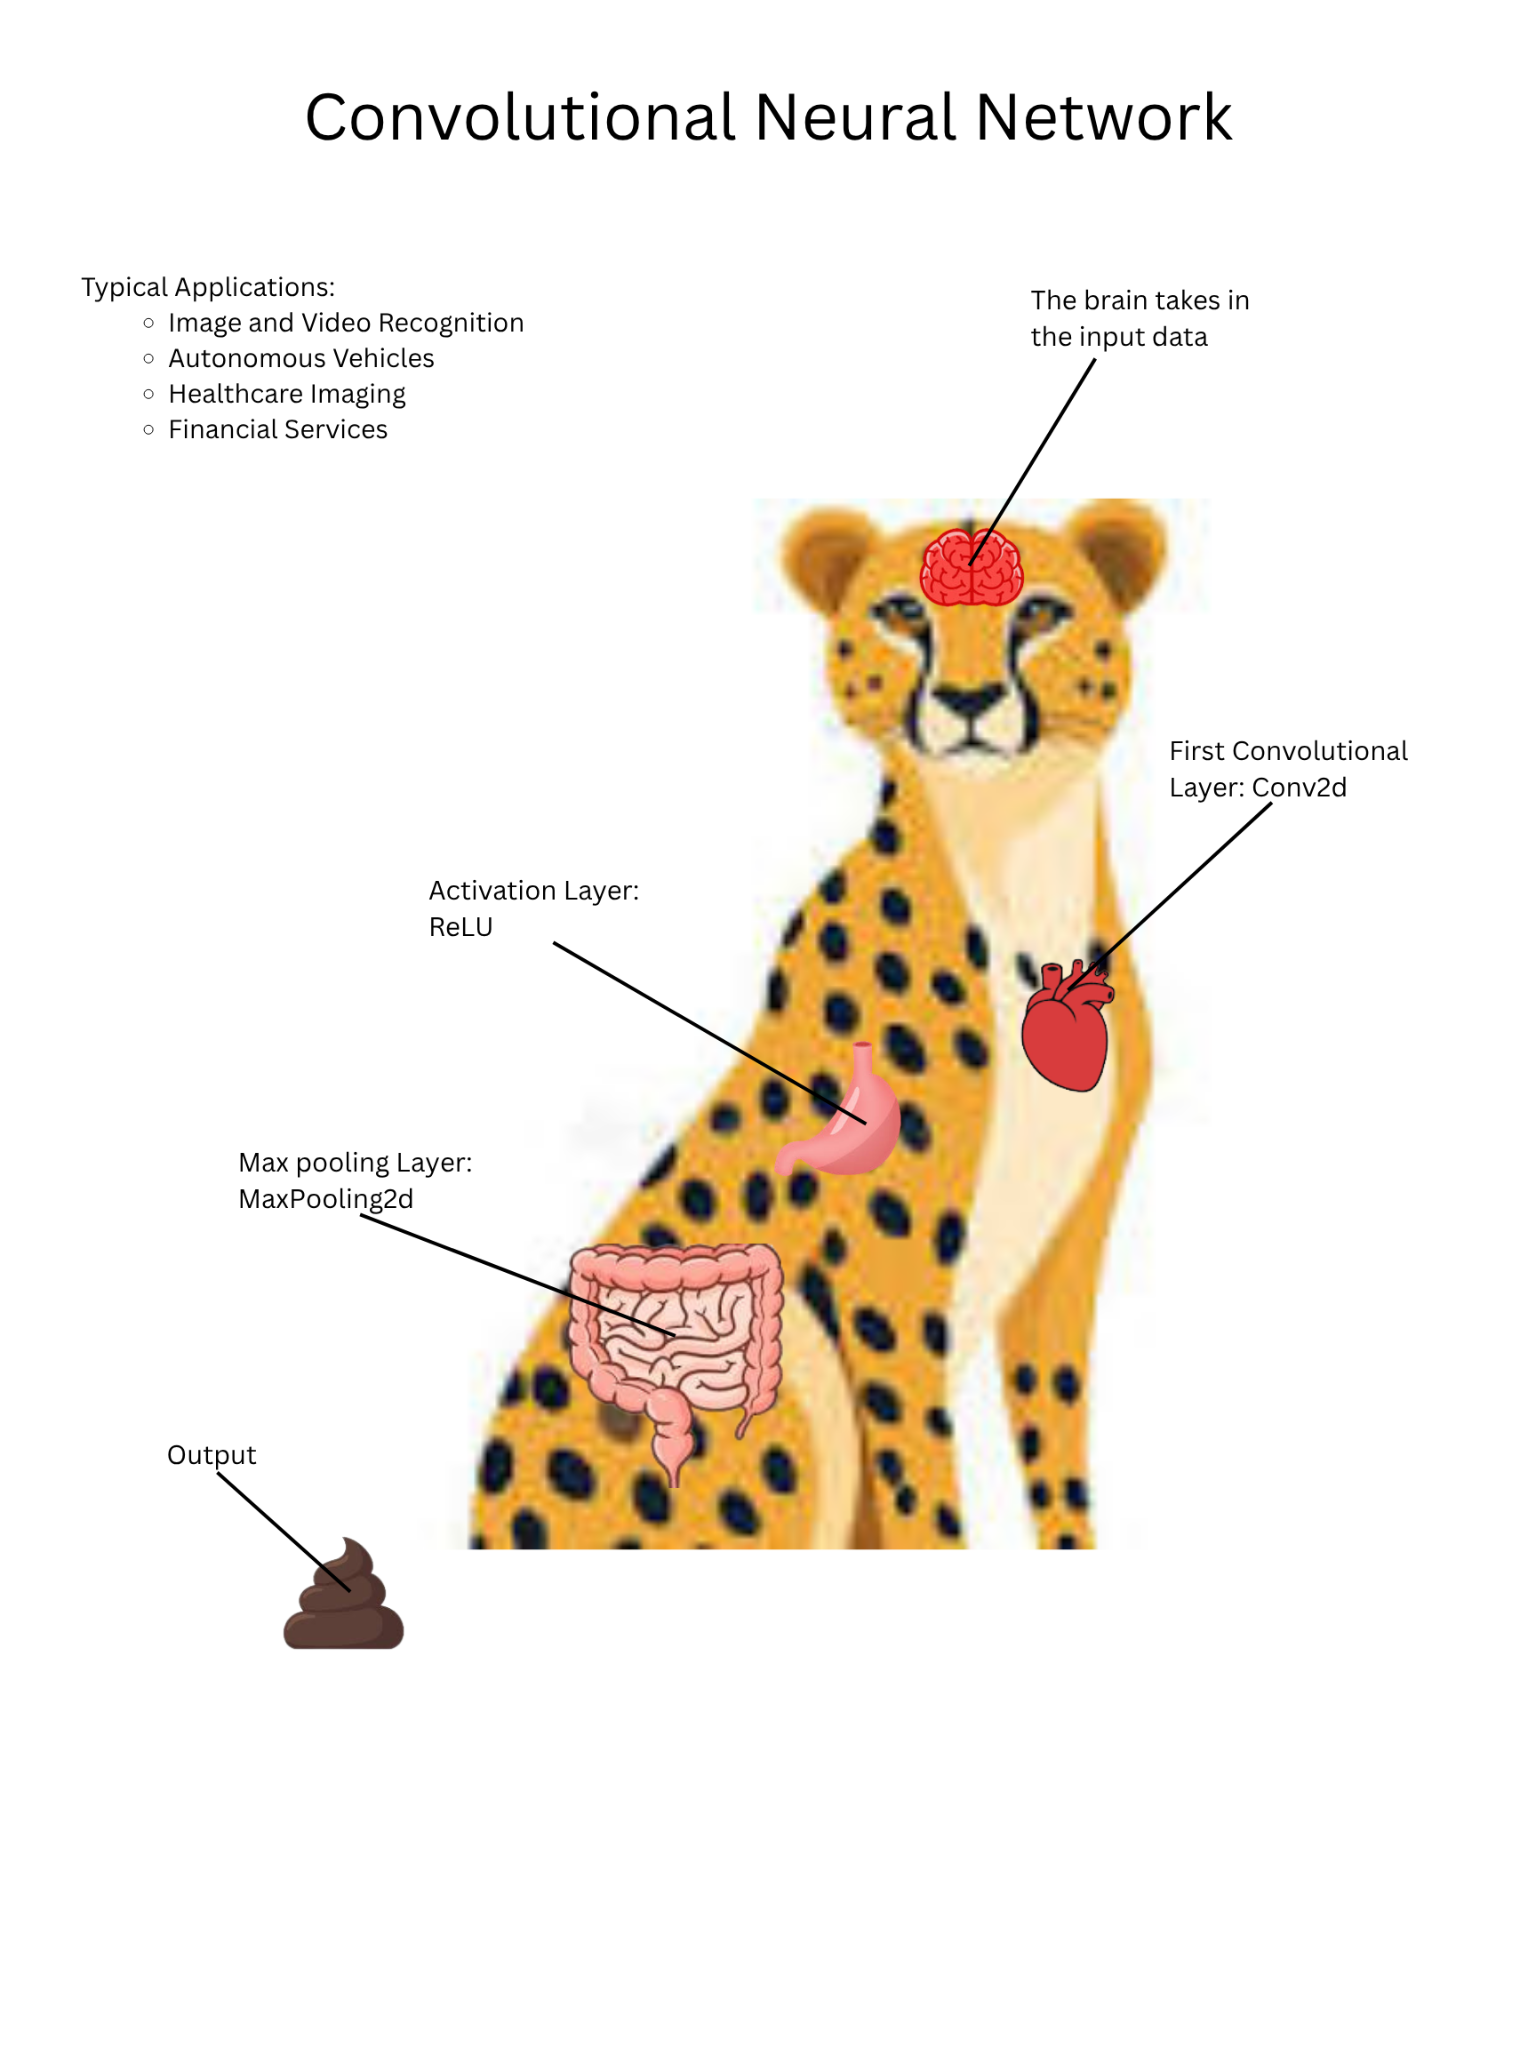 Convolutional Neural Network
Typical Applications:
Image and Video Recognition
Autonomous Vehicles
Healthcare Imaging
Financial Services
The brain takes in
the input data
First Convolutional
Layer: Conv2d
Activation Layer:
ReLU
Max pooling Layer:
MaxPooling2d
Output